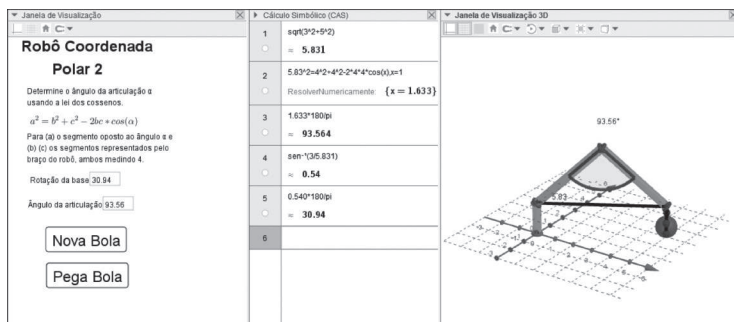 Janela de Visualização
Robô Coordenada
Polar 2
Determine o ângulo da articulação α
usando a lei dos cossenos.
a² = b² + c² − 2bc * cos(α)
Para (a) o segmento oposto ao ângulo α e
(b) (c) os segmentos representados pelo
braço do robô, ambos medindo 4.
Rotação da base 30.94
Ângulo da articulação 93.56
Nova Bola
Pega Bola
Cálculo Simbólico (CAS)
1
sqrt(3^2+5^2)
≈ 5.831
2
5.83^2=4^2+4^2-2*4*4*cos(x),x=1
ResolverNumericamente: {x = 1.633}
3
1.633*180/pi
≈ 93.564
4
sen⁻¹(3/5.831)
≈ 0.54
5
0.540*180/pi
≈ 30.94
6
Janela de Visualização 3D
93.56°
5.83